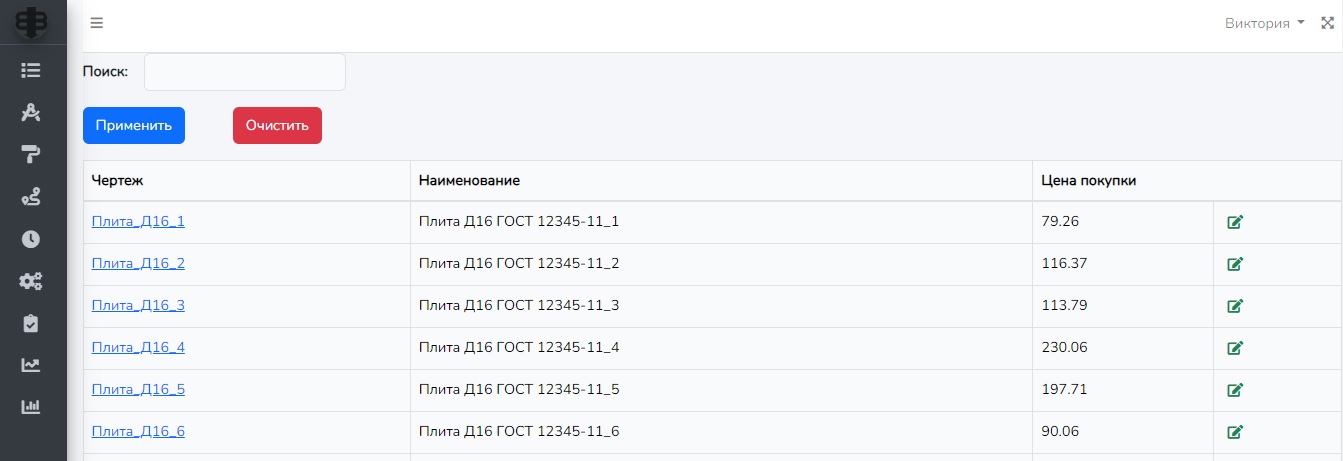 Виктория
Поиск:
Применить Очистить
Чертеж Наименование Цена покупки
Плита_Д16_1 Плита Д16 ГОСТ 12345-11_1 79.26
Плита_Д16_2 Плита Д16 ГОСТ 12345-11_2 116.37
Плита_Д16_3 Плита Д16 ГОСТ 12345-11_3 113.79
Плита_Д16_4 Плита Д16 ГОСТ 12345-11_4 230.06
Плита_Д16_5 Плита Д16 ГОСТ 12345-11_5 197.71
Плита_Д16_6 Плита Д16 ГОСТ 12345-11_6 90.06